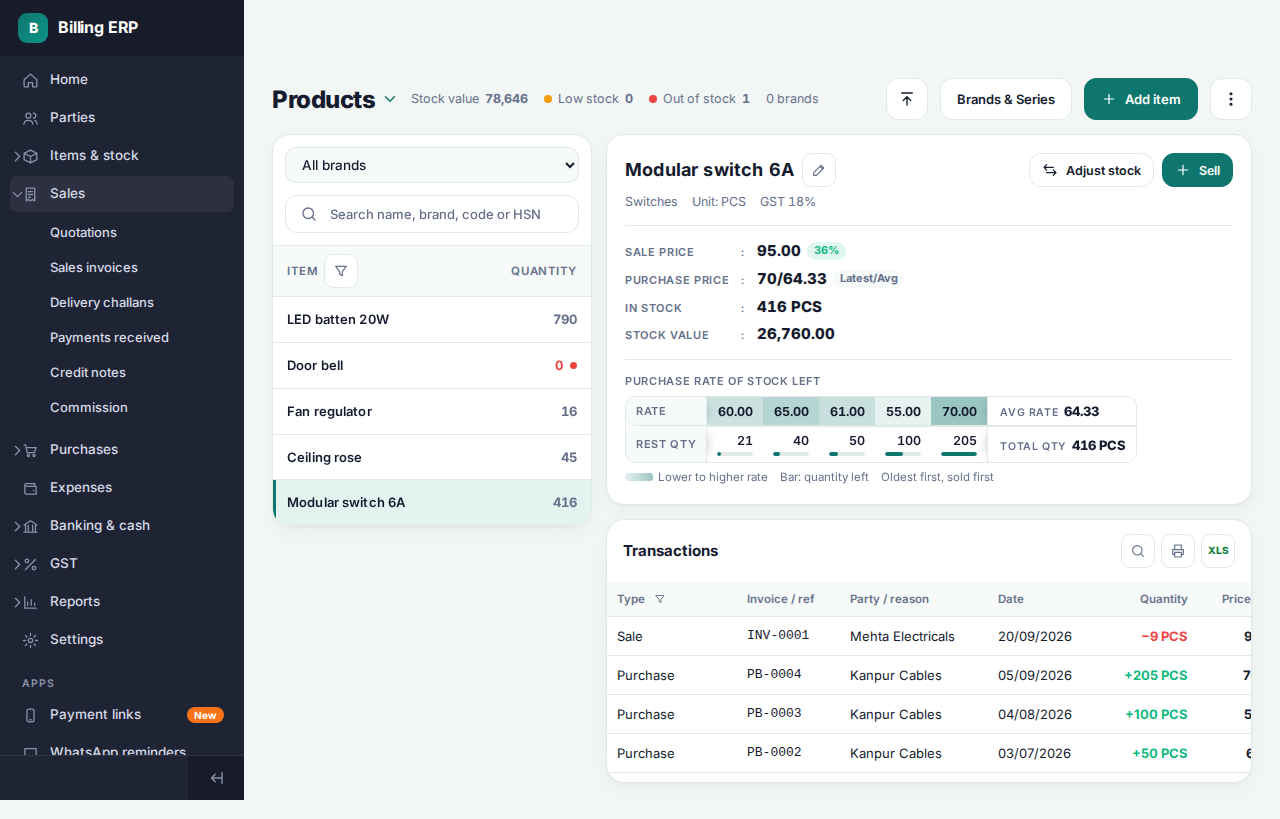 B Billing ERP
Home
Parties
Items & stock
Sales
Quotations
Sales invoices
Delivery challans
Payments received
Credit notes
Commission
Purchases
Expenses
Banking & cash
GST
Reports
Settings
APPS
Payment links New
WhatsApp reminders
Products Stock value 78,646 Low stock 0 Out of stock 1 0 brands
Brands & Series Add item
All brands
Search name, brand, code or HSN
ITEM QUANTITY
LED batten 20W 790
Door bell 0
Fan regulator 16
Ceiling rose 45
Modular switch 6A 416
Modular switch 6A Adjust stock Sell
Switches Unit: PCS GST 18%
SALE PRICE : 95.00 36%
PURCHASE PRICE : 70/64.33 Latest/Avg
IN STOCK : 416 PCS
STOCK VALUE : 26,760.00
PURCHASE RATE OF STOCK LEFT
RATE 60.00 65.00 61.00 55.00 70.00 AVG RATE 64.33
REST QTY 21 40 50 100 205 TOTAL QTY 416 PCS
Lower to higher rate Bar: quantity left Oldest first, sold first
Transactions XLS
Type Invoice / ref Party / reason Date Quantity Price
Sale INV-0001 Mehta Electricals 20/09/2026 −9 PCS
Purchase PB-0004 Kanpur Cables 05/09/2026 +205 PCS
Purchase PB-0003 Kanpur Cables 04/08/2026 +100 PCS
Purchase PB-0002 Kanpur Cables 03/07/2026 +50 PCS